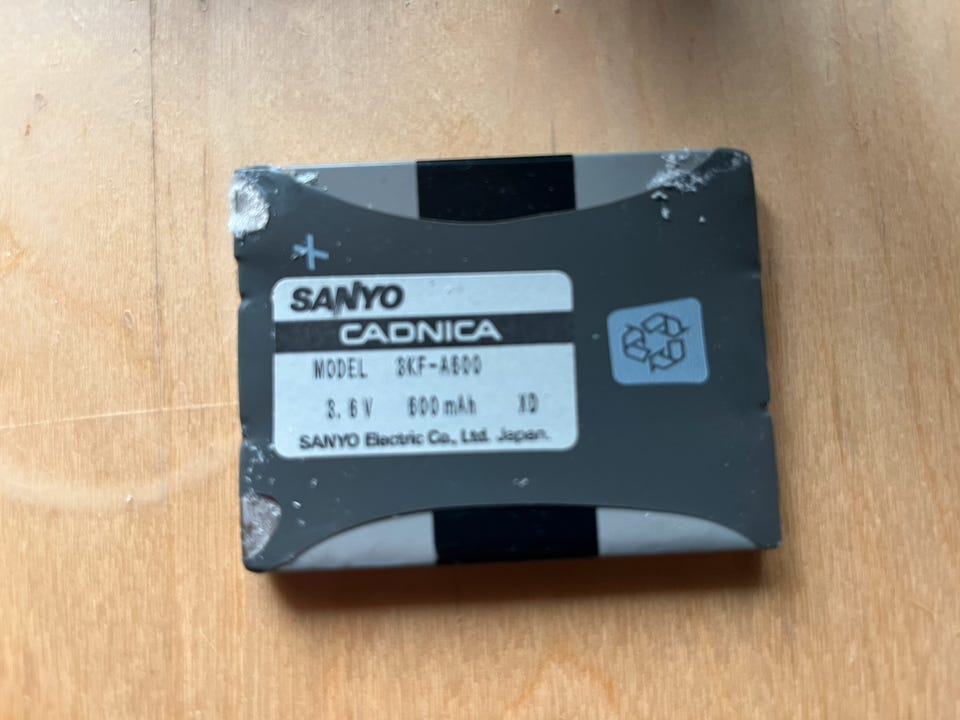 +
SANYO
CADNICA
MODEL 3KF-A600
3.6V 600mAh XD
SANYO Electric Co., Ltd. Japan.